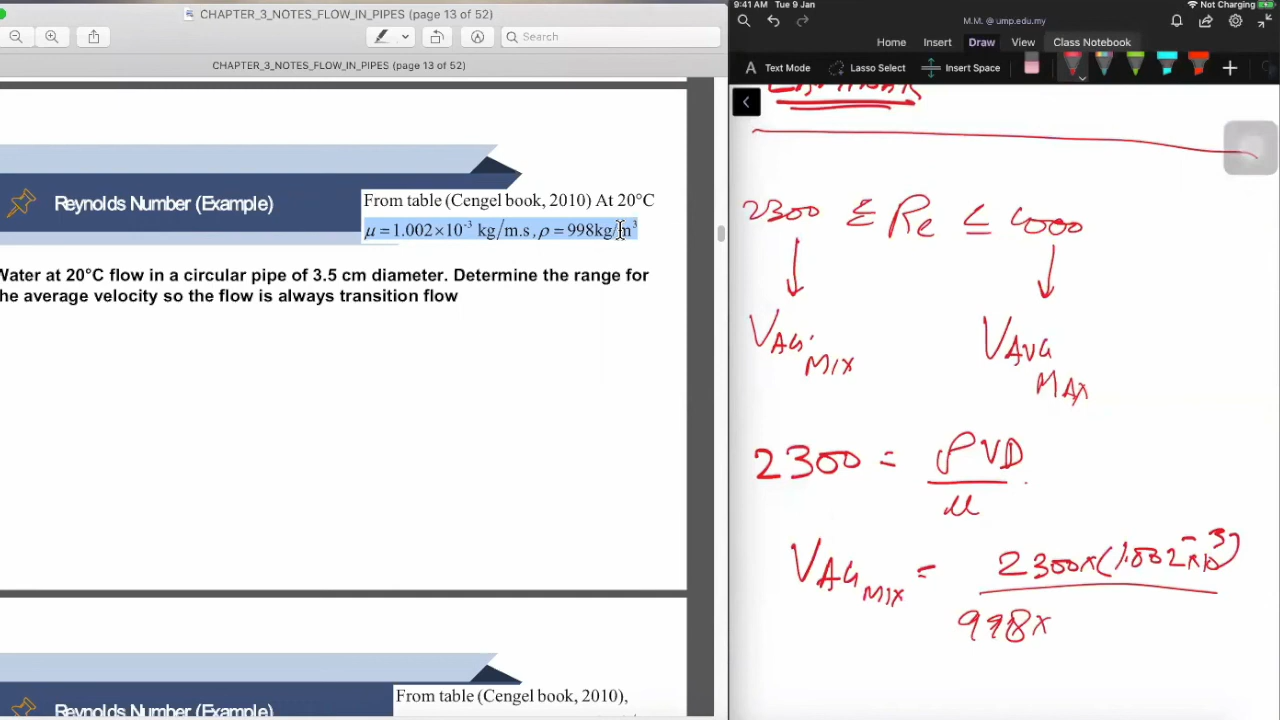 CHAPTER_3_NOTES_FLOW_IN_PIPES (page 13 of 52)
Search
CHAPTER_3_NOTES_FLOW_IN_PIPES (page 13 of 52)
Reynolds Number (Example)
From table (Cengel book, 2010) At 20°C
μ = 1.002×10⁻³ kg/m.s , ρ = 998kg/m³
Water at 20°C flow in a circular pipe of 3.5 cm diameter. Determine the range for
he average velocity so the flow is always transition flow
From table (Cengel book, 2010),
Reynolds Number (Example)
9:41 AM Tue 9 Jan
Not Charging
M.M. @ ump.edu.my
Home Insert Draw View Class Notebook
Text Mode Lasso Select Insert Space
2300 ≤ Re ≤ 4000
VAG. MIX
VAVG MAX
2300 = ρVD / μ
VAG MIX = 2300×(1.002×10⁻³) / 998×